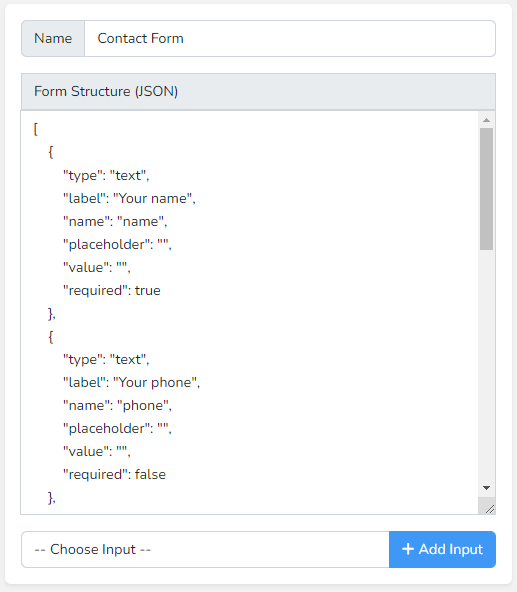 Name Contact Form
Form Structure (JSON)
[
    {
        "type": "text",
        "label": "Your name",
        "name": "name",
        "placeholder": "",
        "value": "",
        "required": true
    },
    {
        "type": "text",
        "label": "Your phone",
        "name": "phone",
        "placeholder": "",
        "value": "",
        "required": false
    },
-- Choose Input -- + Add Input